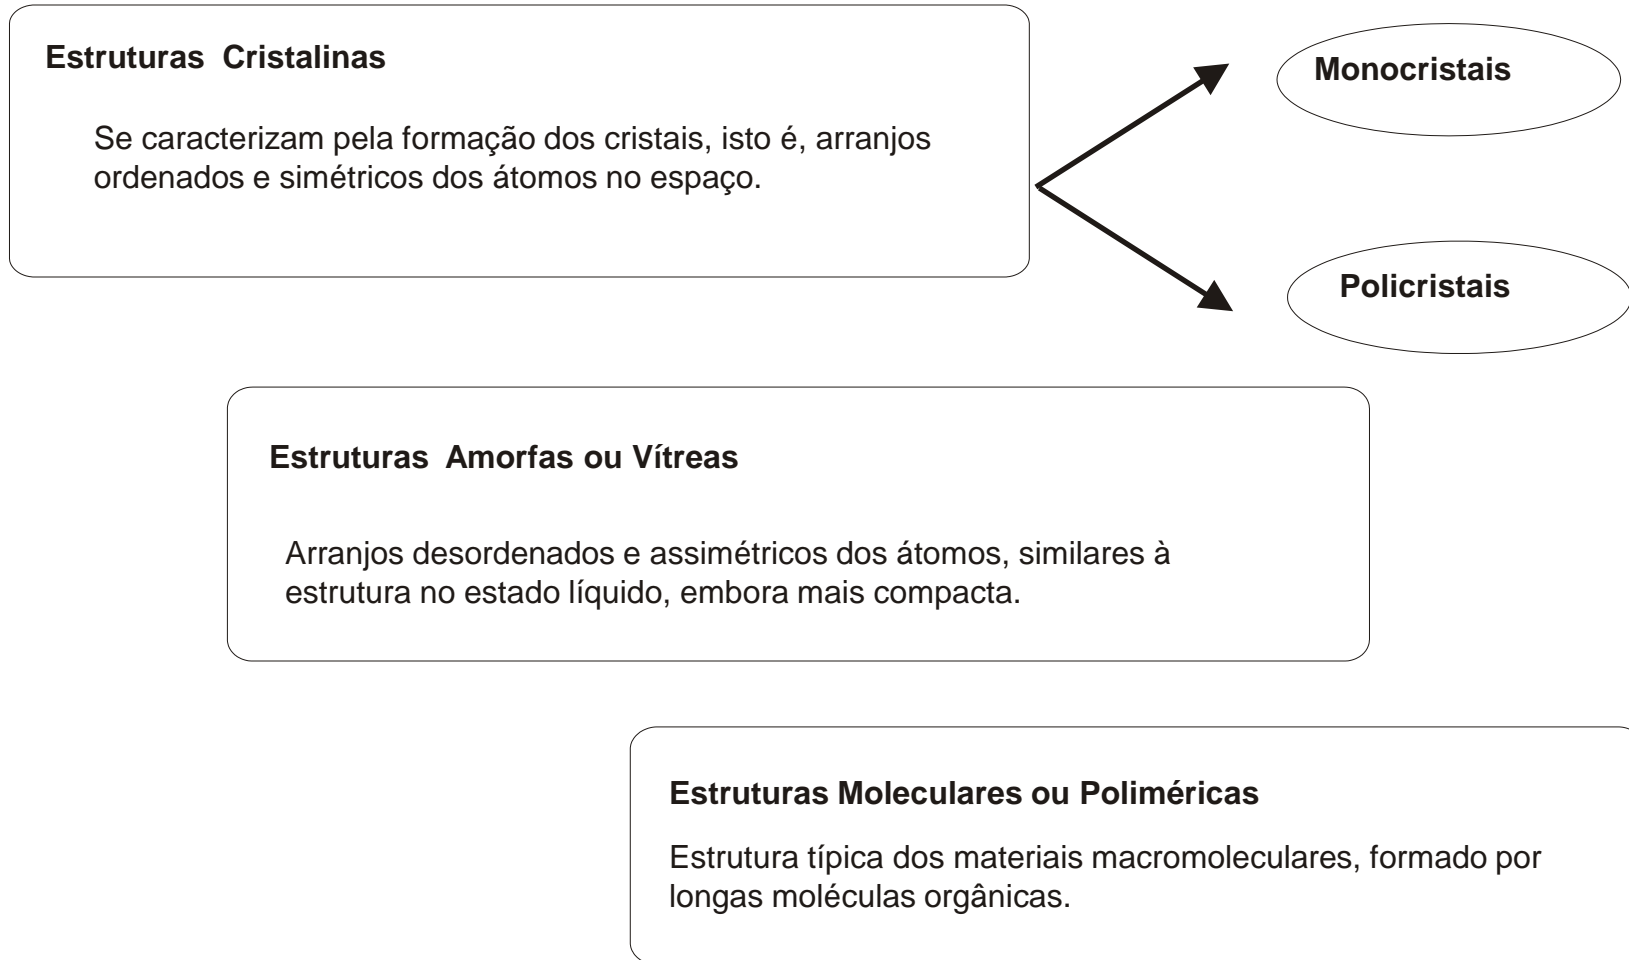 Estruturas Cristalinas
Se caracterizam pela formação dos cristais, isto é, arranjos
ordenados e simétricos dos átomos no espaço.
Monocristais
Policristais
Estruturas Amorfas ou Vítreas
Arranjos desordenados e assimétricos dos átomos, similares à
estrutura no estado líquido, embora mais compacta.
Estruturas Moleculares ou Poliméricas
Estrutura típica dos materiais macromoleculares, formado por
longas moléculas orgânicas.